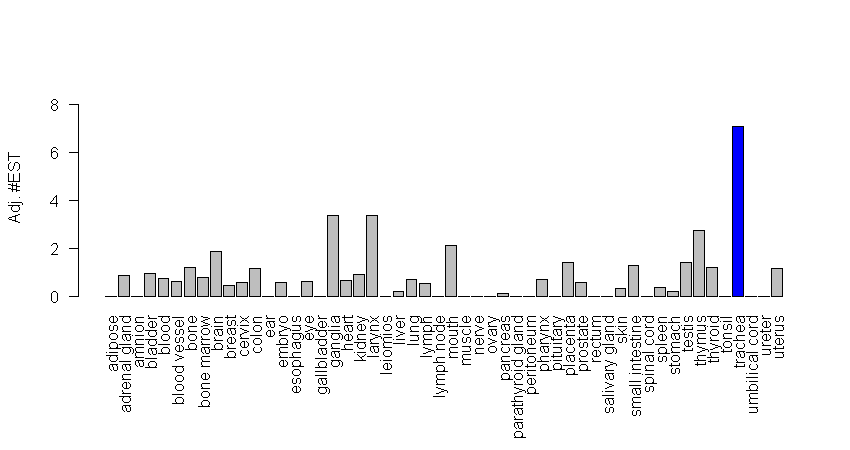 Adj. #EST
8
6
4
2
0
adipose
adrenal gland
amnion
bladder
blood
blood vessel
bone
bone marrow
brain
breast
cervix
colon
ear
embryo
esophagus
eye
gallbladder
ganglia
heart
kidney
larynx
leiomios
liver
lung
lymph
lymph node
mouth
muscle
nerve
ovary
pancreas
parathyroid gland
peritoneum
pharynx
pituitary
placenta
prostate
rectum
salivary gland
skin
small intestine
spinal cord
spleen
stomach
testis
thymus
thyroid
tonsil
trachea
umbilical cord
ureter
uterus